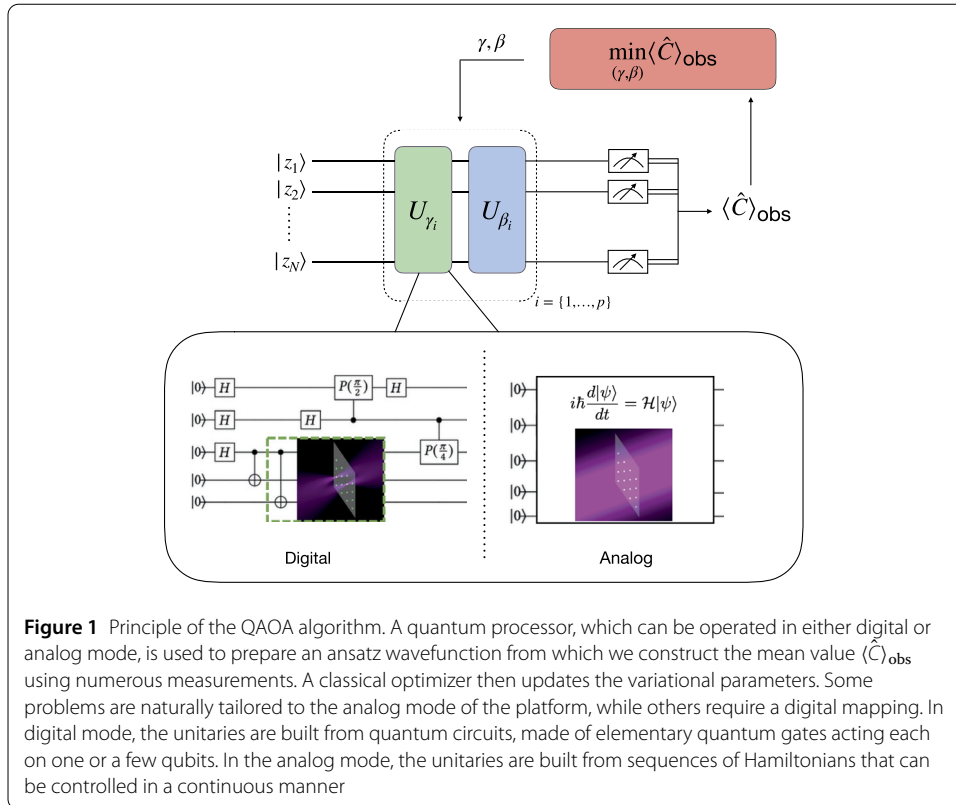 γ, β
min⟨Ĉ⟩obs
(γ,β)
|z₁⟩
|z₂⟩
|z_N⟩
U_γᵢ
U_βᵢ
⟨Ĉ⟩obs
i = {1,…,p}
|0⟩ H P(π/2) H
|0⟩ H H
|0⟩ H P(π/4)
|0⟩
|0⟩
Digital
|0⟩
|0⟩
|0⟩
|0⟩
|0⟩
iħ d|ψ⟩/dt = ℋ|ψ⟩
Analog
Figure 1 Principle of the QAOA algorithm. A quantum processor, which can be operated in either digital or
analog mode, is used to prepare an ansatz wavefunction from which we construct the mean value ⟨Ĉ⟩obs
using numerous measurements. A classical optimizer then updates the variational parameters. Some
problems are naturally tailored to the analog mode of the platform, while others require a digital mapping. In
digital mode, the unitaries are built from quantum circuits, made of elementary quantum gates acting each
on one or a few qubits. In the analog mode, the unitaries are built from sequences of Hamiltonians that can
be controlled in a continuous manner